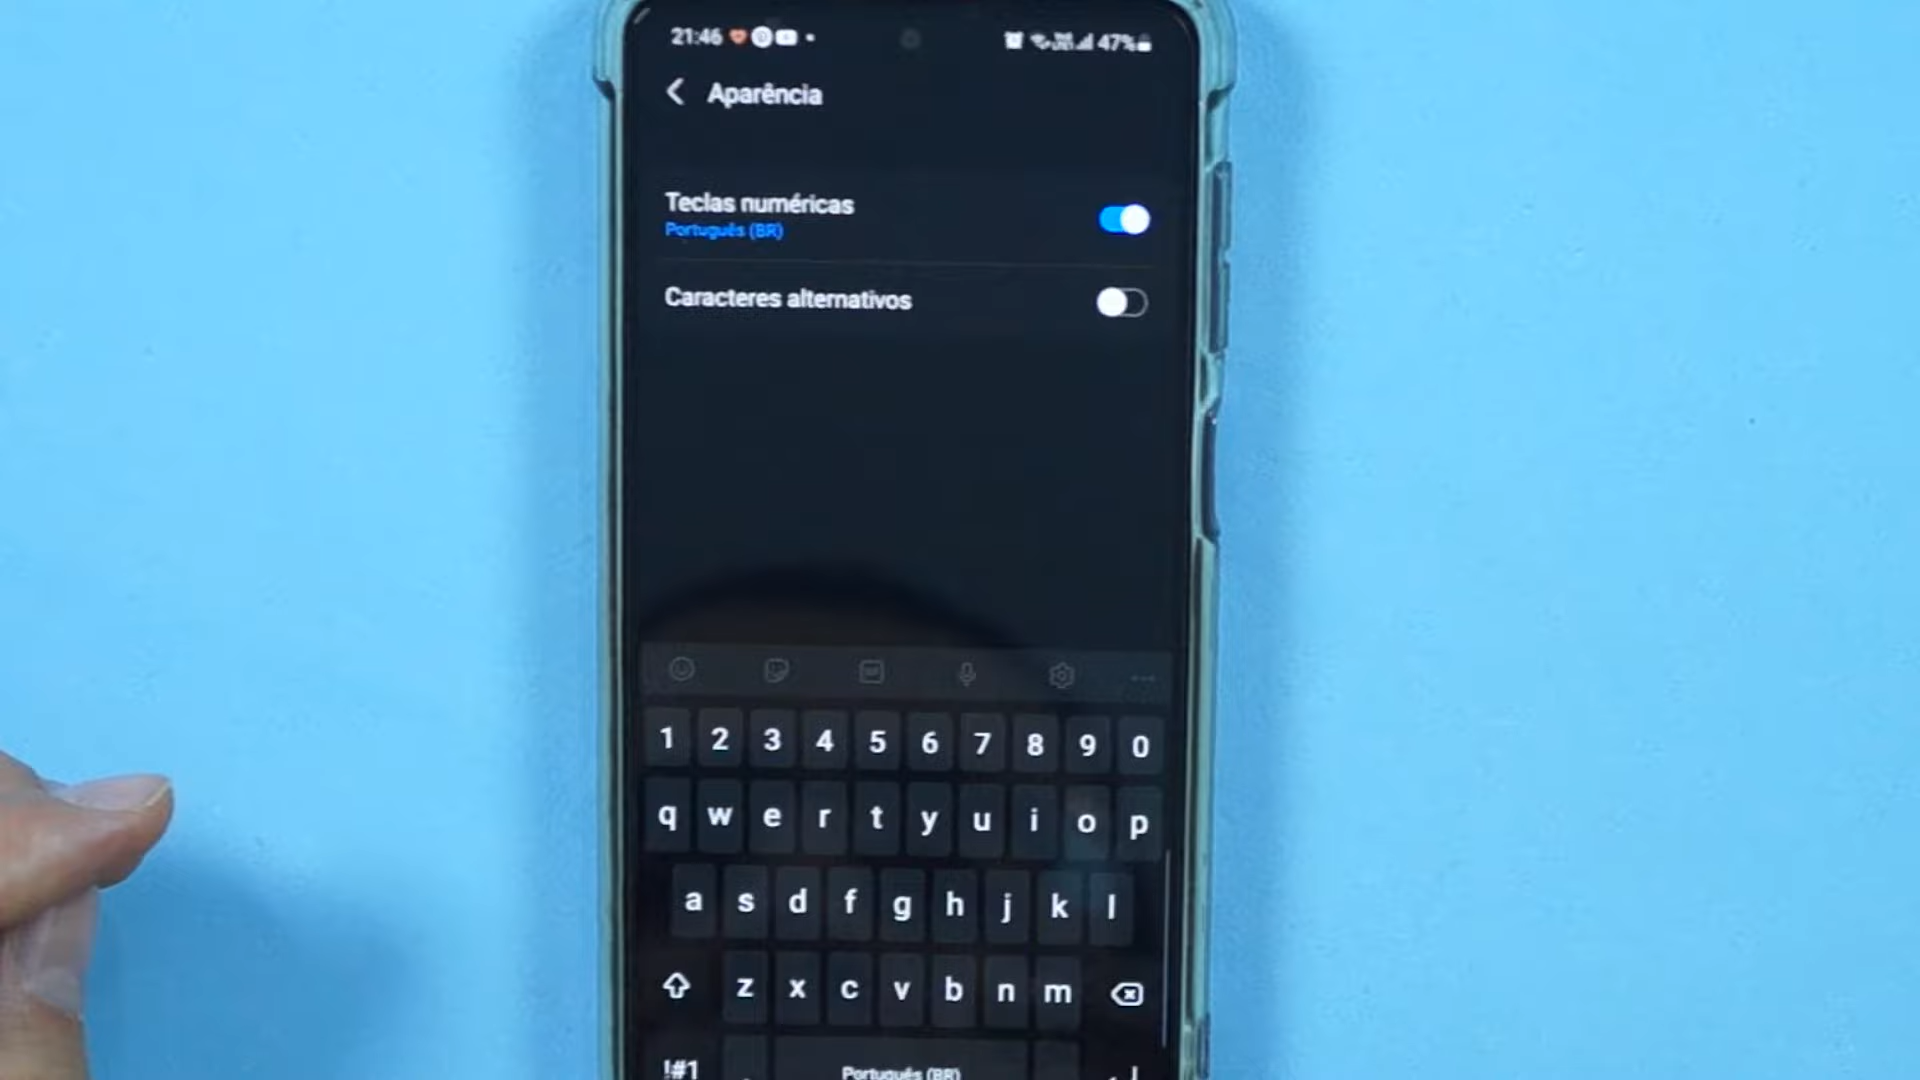 21:46 47%
Aparência
Teclas numéricas
Português (BR)
Caracteres alternativos
1 2 3 4 5 6 7 8 9 0
q w e r t y u i o p
a s d f g h j k l
z x c v b n m
!#1 Português (BR)